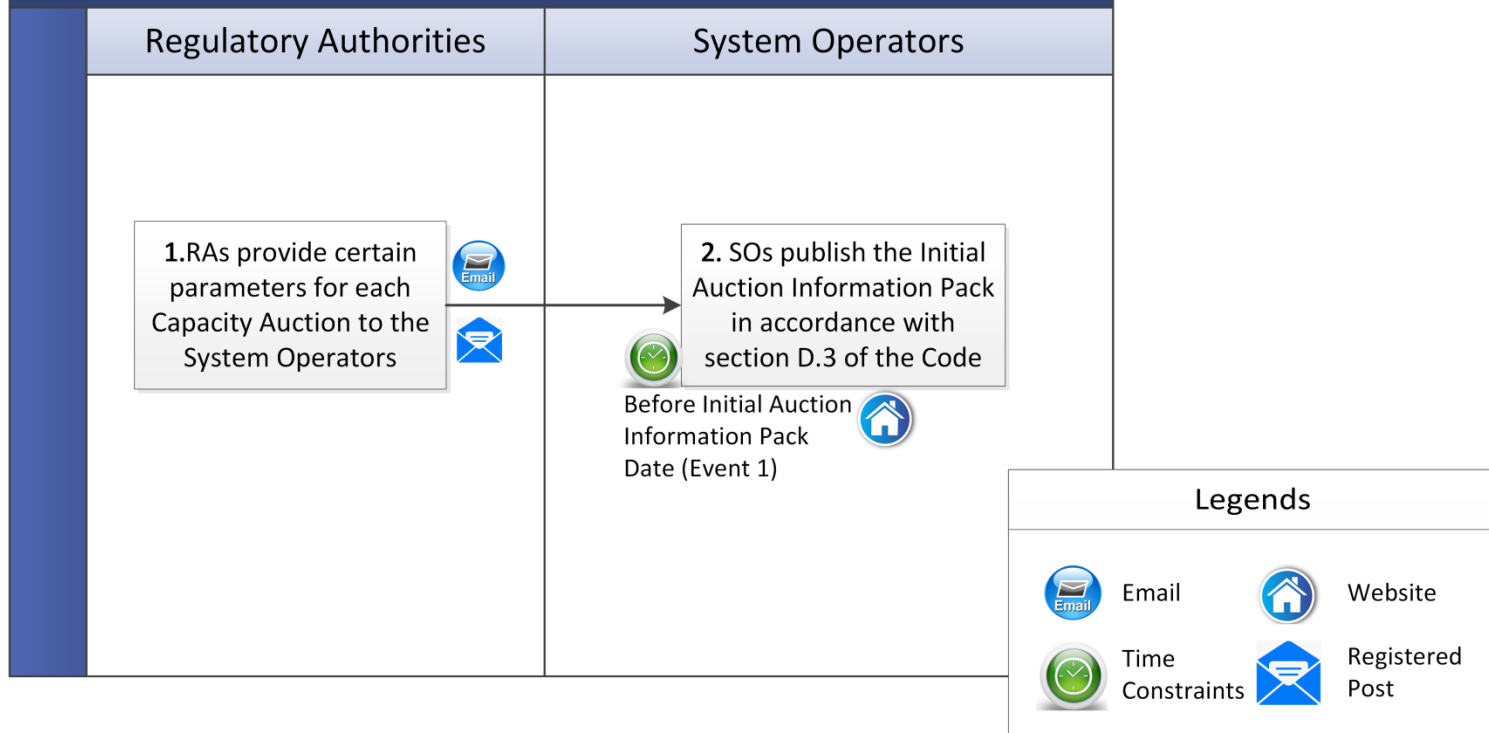 Regulatory Authorities
System Operators
1.RAs provide certain
parameters for each
Capacity Auction to the
System Operators
Email
2. SOs publish the Initial
Auction Information Pack
in accordance with
section D.3 of the Code
Before Initial Auction
Information Pack
Date (Event 1)
Legends
Email
Email
Website
Time
Constraints
Registered
Post